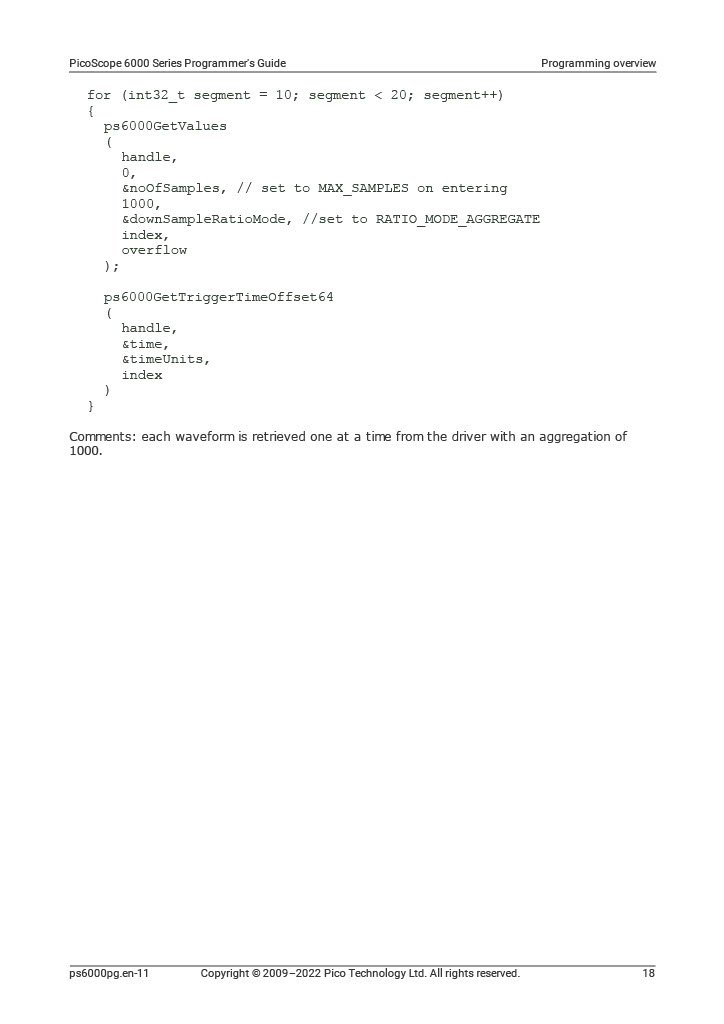 PicoScope 6000 Series Programmer's Guide Programming overview
for (int32_t segment = 10; segment < 20; segment++)
{
ps6000GetValues
(
handle,
0,
&noOfSamples, // set to MAX_SAMPLES on entering
1000,
&downSampleRatioMode, //set to RATIO_MODE_AGGREGATE
index,
overflow
);
ps6000GetTriggerTimeOffset64
(
handle,
&time,
&timeUnits,
index
)
}
Comments: each waveform is retrieved one at a time from the driver with an aggregation of
1000.
ps6000pg.en-11 Copyright © 2009–2022 Pico Technology Ltd. All rights reserved. 18